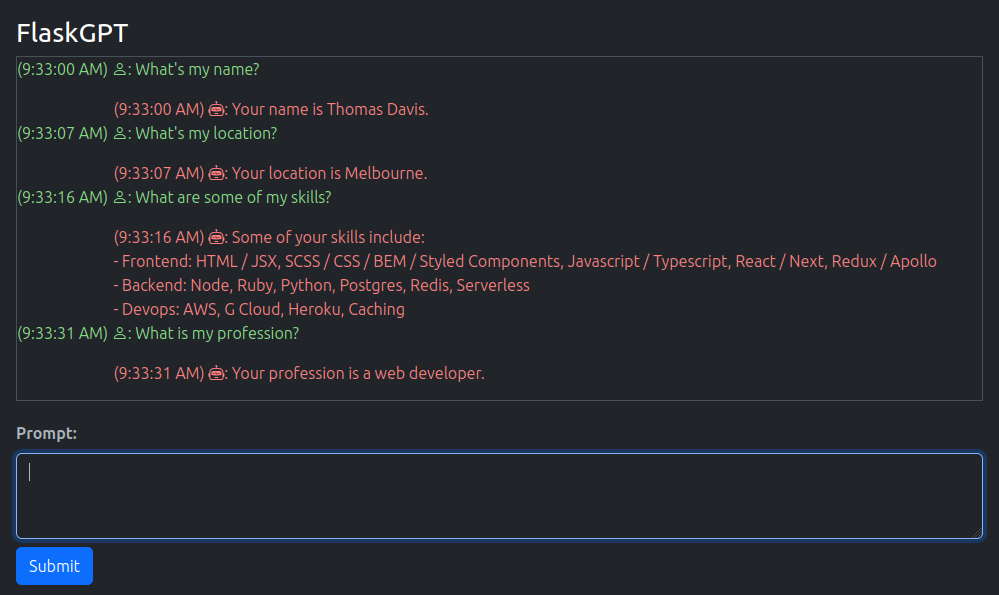 FlaskGPT
(9:33:00 AM) : What's my name?
(9:33:00 AM) : Your name is Thomas Davis.
(9:33:07 AM) : What's my location?
(9:33:07 AM) : Your location is Melbourne.
(9:33:16 AM) : What are some of my skills?
(9:33:16 AM) : Some of your skills include:
- Frontend: HTML / JSX, SCSS / CSS / BEM / Styled Components, Javascript / Typescript, React / Next, Redux / Apollo
- Backend: Node, Ruby, Python, Postgres, Redis, Serverless
- Devops: AWS, G Cloud, Heroku, Caching
(9:33:31 AM) : What is my profession?
(9:33:31 AM) : Your profession is a web developer.
Prompt:
Submit